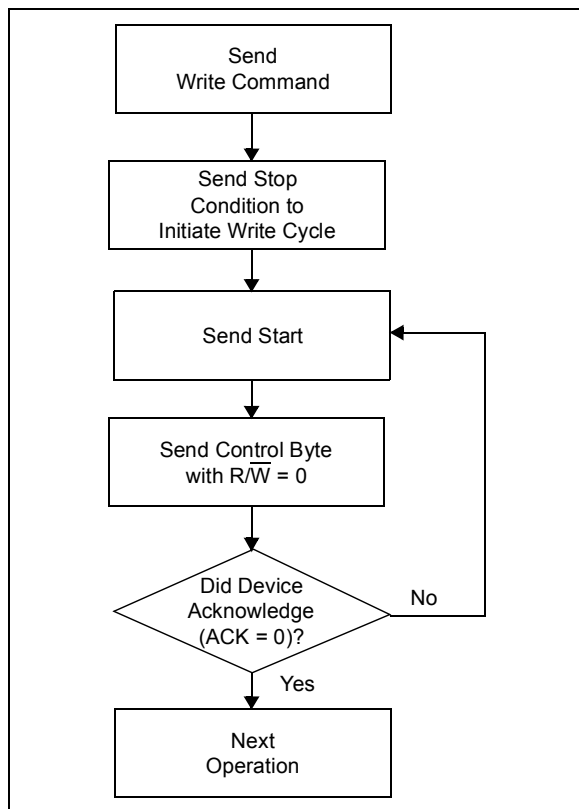 Send
Write Command
Send Stop
Condition to
Initiate Write Cycle
Send Start
Send Control Byte
with R/W̅ = 0
Did Device
Acknowledge
(ACK = 0)?
No
Yes
Next
Operation